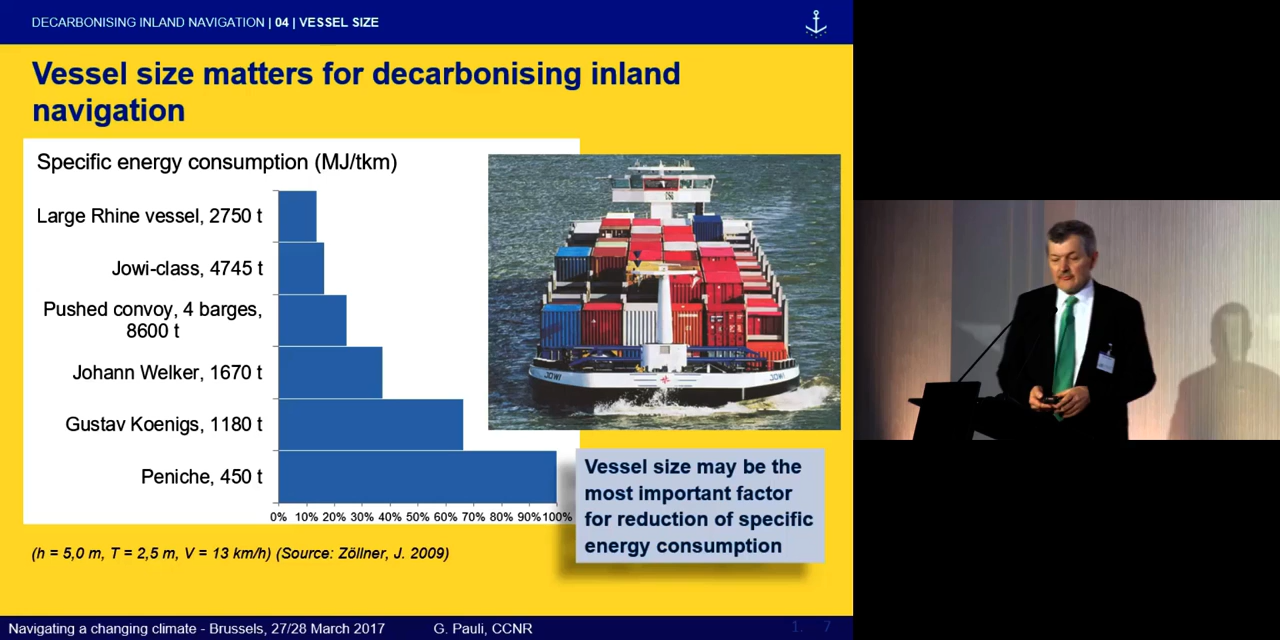 DECARBONISING INLAND NAVIGATION | 04 | VESSEL SIZE
Vessel size matters for decarbonising inland
navigation
Specific energy consumption (MJ/tkm)
Large Rhine vessel, 2750 t
Jowi-class, 4745 t
Pushed convoy, 4 barges,
8600 t
Johann Welker, 1670 t
Gustav Koenigs, 1180 t
Peniche, 450 t
0% 10% 20% 30% 40% 50% 60% 70% 80% 90% 100%
JOWI
JOWI
Vessel size may be the
most important factor
for reduction of specific
energy consumption
(h = 5,0 m, T = 2,5 m, V = 13 km/h) (Source: Zöllner, J. 2009)
Navigating a changing climate - Brussels, 27/28 March 2017 G. Pauli, CCNR 1. 7